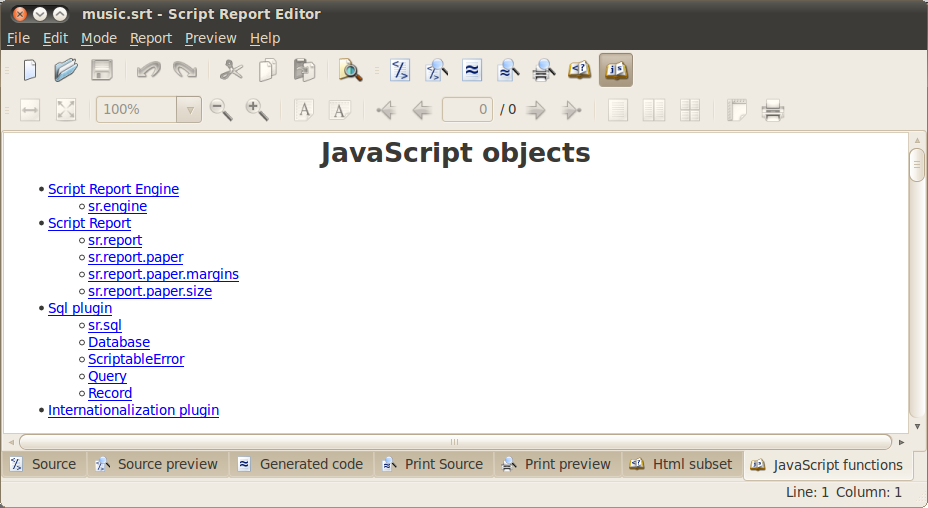 music.srt - Script Report Editor
File Edit Mode Report Preview Help
100% 0 / 0
JavaScript objects
Script Report Engine
sr.engine
Script Report
sr.report
sr.report.paper
sr.report.paper.margins
sr.report.paper.size
Sql plugin
sr.sql
Database
ScriptableError
Query
Record
Internationalization plugin
Source Source preview Generated code Print Source Print preview Html subset JavaScript functions
Line: 1 Column: 1